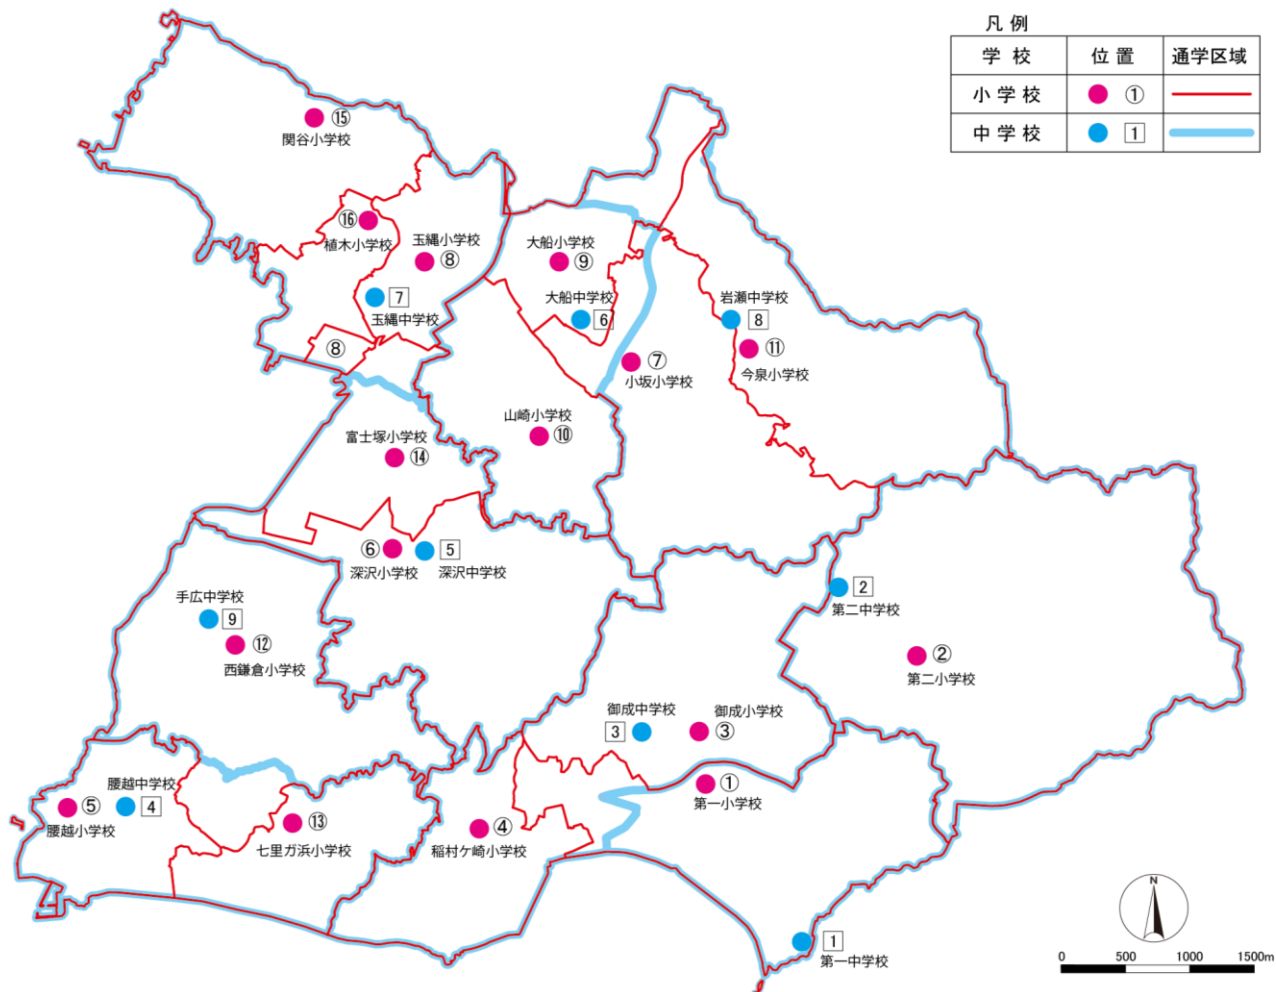 凡例
学校 位置 通学区域
小学校 ①
中学校 1
⑮
関谷小学校
⑯
植木小学校
玉縄小学校
⑧
7
玉縄中学校
⑧
大船小学校
⑨
大船中学校
6
岩瀬中学校
8
⑪
今泉小学校
⑦
小坂小学校
山崎小学校
⑩
富士塚小学校
⑭
⑥
深沢小学校
5
深沢中学校
手広中学校
9
⑫
西鎌倉小学校
2
第二中学校
②
第二小学校
御成中学校
3
御成小学校
③
①
第一小学校
腰越中学校
4
⑤
腰越小学校
⑬
七里ガ浜小学校
④
稲村ケ崎小学校
1
第一中学校
N
0 500 1000 1500m